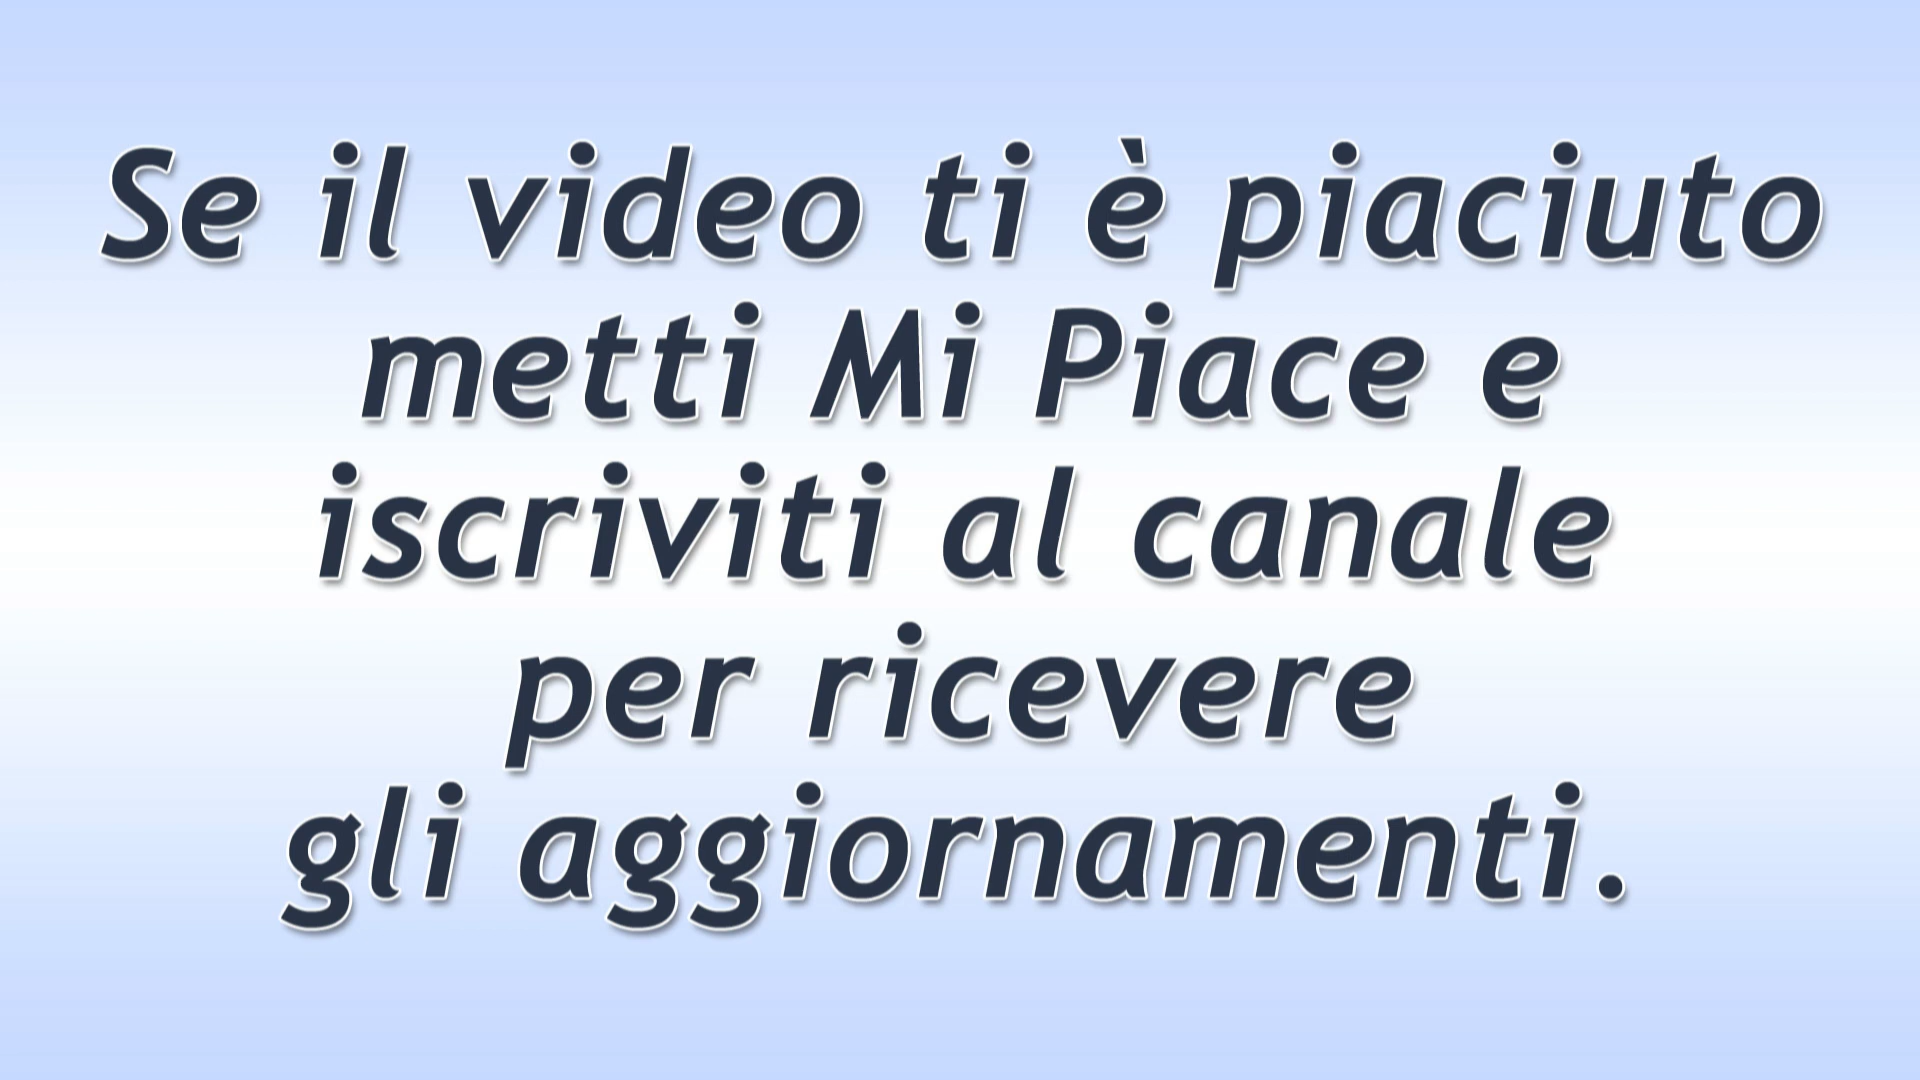 Se il video ti è piaciuto
metti Mi Piace e
iscriviti al canale
per ricevere
gli aggiornamenti.